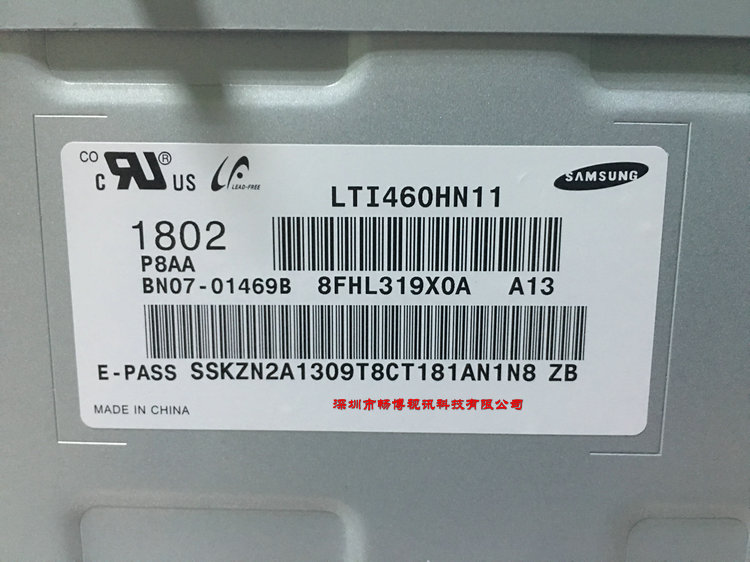 CO
c RU ® US LEAD-FREE SAMSUNG
LTI460HN11
1802
P8AA
BN07-01469B 8FHL319X0A A13
E-PASS SSKZN2A1309T8CT181AN1N8 ZB
深圳市畅博视讯科技有限公司
MADE IN CHINA